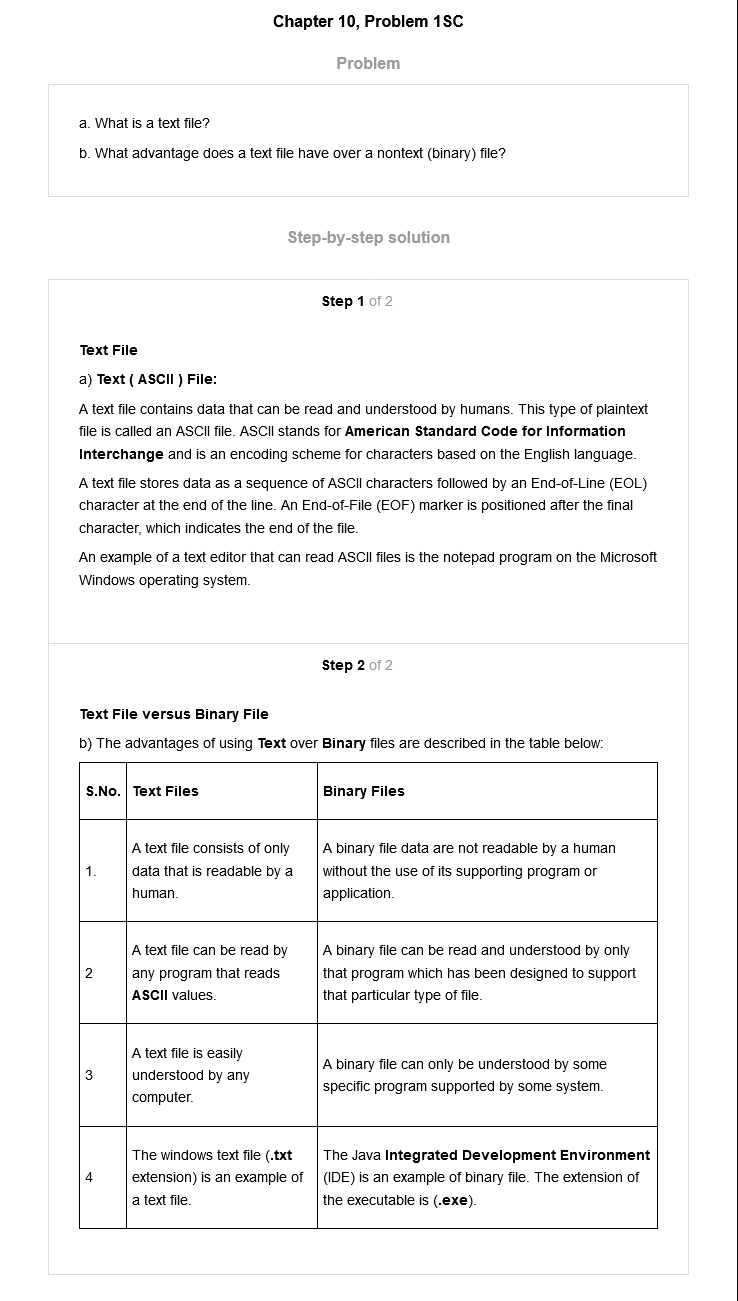 Chapter 10, Problem 1SC
Problem
a. What is a text file?
b. What advantage does a text file have over a nontext (binary) file?
Step-by-step solution
Step 1 of 2
Text File
a) Text ( ASCII ) File:
A text file contains data that can be read and understood by humans. This type of plaintext
file is called an ASCII file. ASCII stands for American Standard Code for Information
Interchange and is an encoding scheme for characters based on the English language.
A text file stores data as a sequence of ASCII characters followed by an End-of-Line (EOL)
character at the end of the line. An End-of-File (EOF) marker is positioned after the final
character, which indicates the end of the file.
An example of a text editor that can read ASCII files is the notepad program on the Microsoft
Windows operating system.
Step 2 of 2
Text File versus Binary File
b) The advantages of using Text over Binary files are described in the table below:
S.No. Text Files Binary Files
1.
A text file consists of only
data that is readable by a
human.
A binary file data are not readable by a human
without the use of its supporting program or
application.
2
A text file can be read by
any program that reads
ASCII values.
A binary file can be read and understood by only
that program which has been designed to support
that particular type of file.
3
A text file is easily
understood by any
computer.
A binary file can only be understood by some
specific program supported by some system.
4
The windows text file (.txt
extension) is an example of
a text file.
The Java Integrated Development Environment
(IDE) is an example of binary file. The extension of
the executable is (.exe).